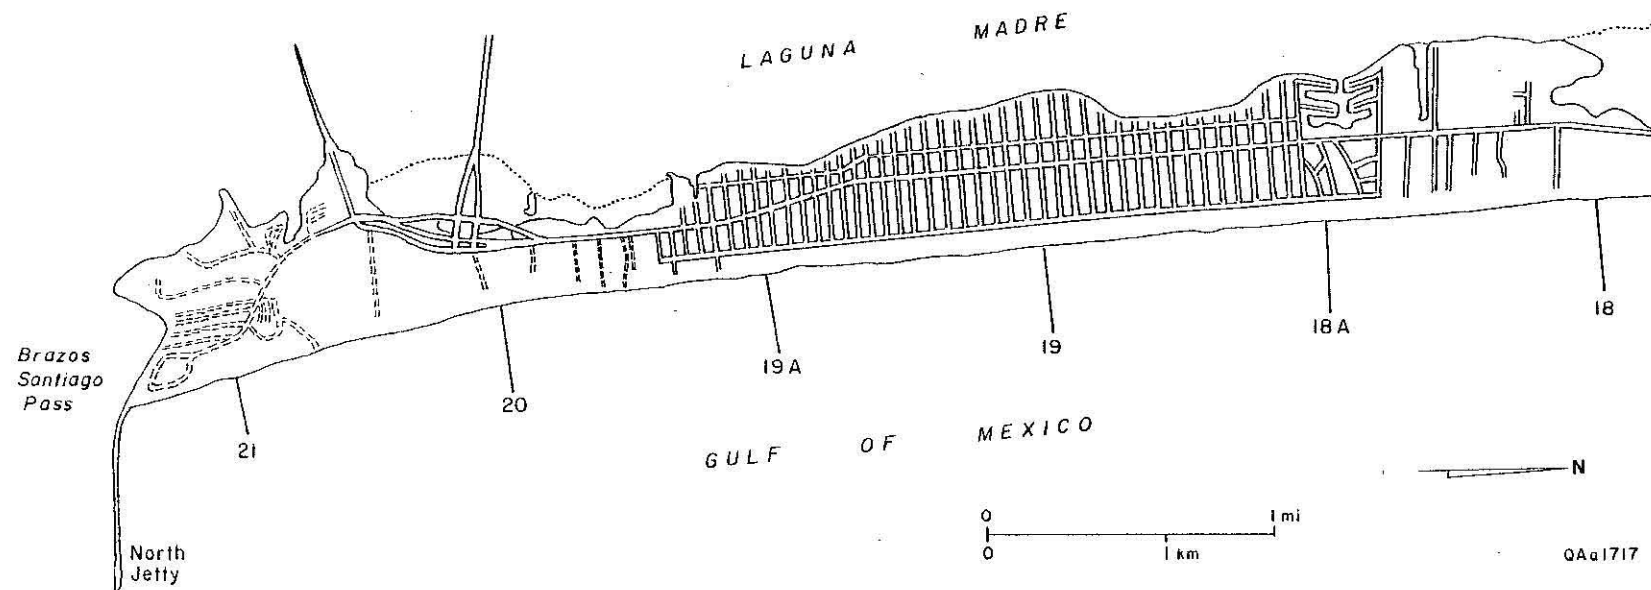 LAGUNA MADRE
Brazos
Santiago
Pass
21
20
19A
19
18A
18
GULF OF MEXICO
N
0 1 mi
0 1 km
North
Jetty
QAa1717